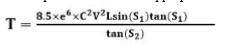 T = 8.5×e⁶×C²V²Lsin(S₁)tan(S₁)
tan(S₂)